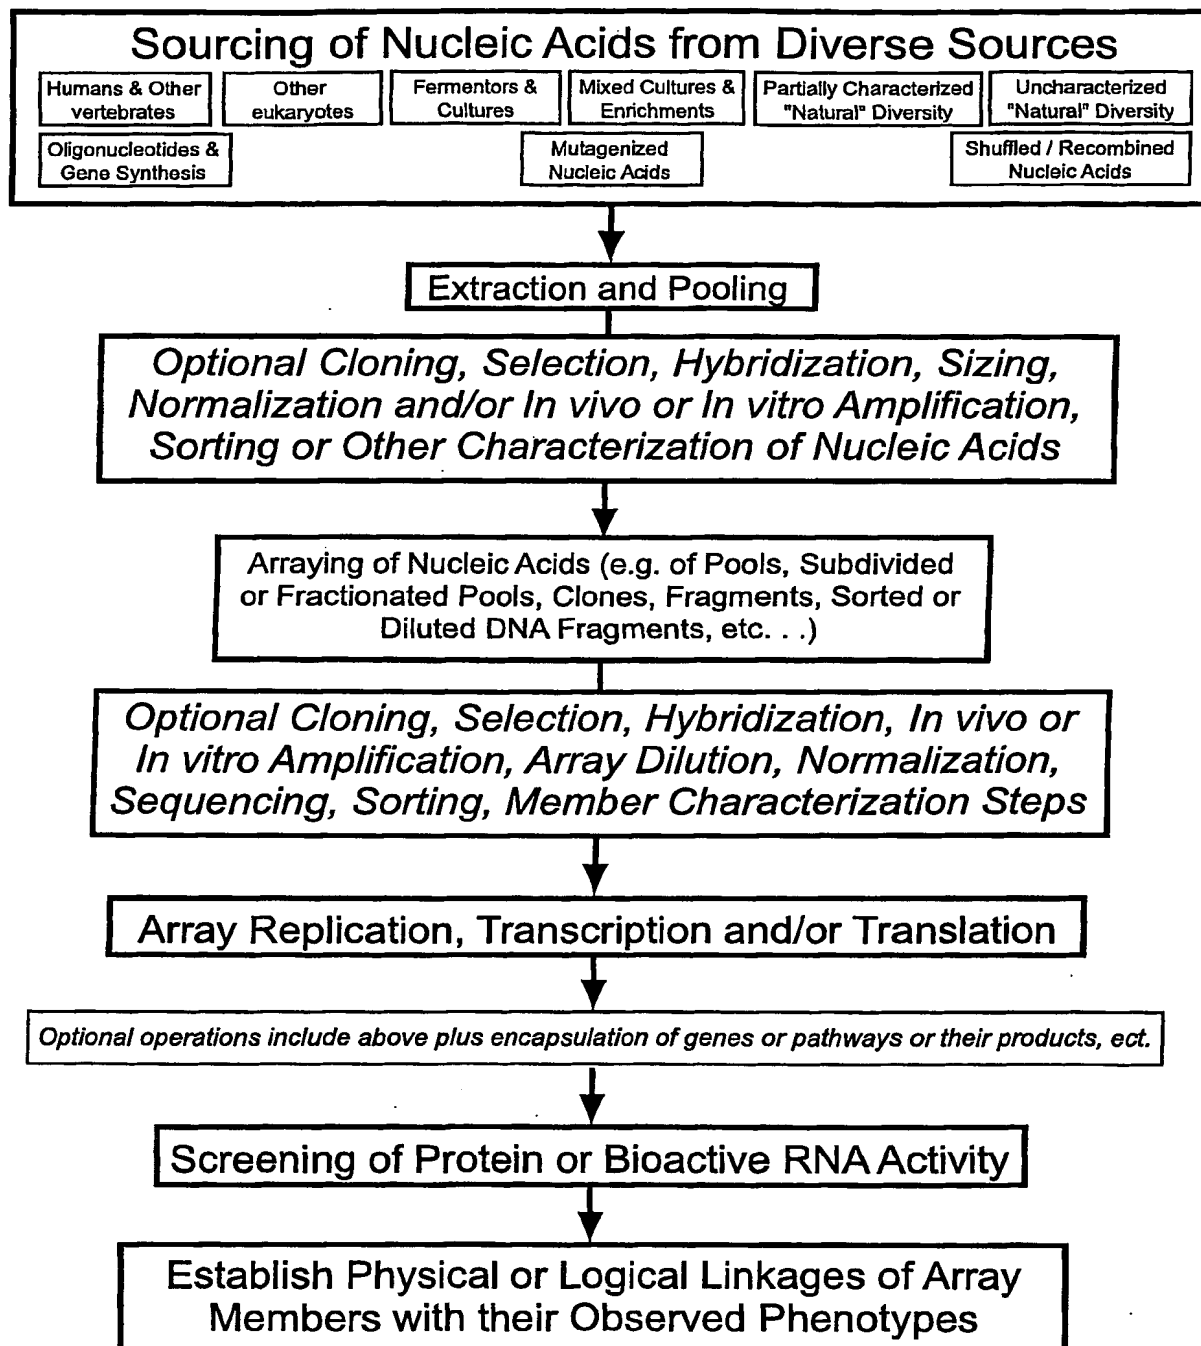 Sourcing of Nucleic Acids from Diverse Sources
Humans & Other
vertebrates
Other
eukaryotes
Fermentors &
Cultures
Mixed Cultures &
Enrichments
Partially Characterized
"Natural" Diversity
Uncharacterized
"Natural" Diversity
Oligonucleotides &
Gene Synthesis
Mutagenized
Nucleic Acids
Shuffled / Recombined
Nucleic Acids
Extraction and Pooling
Optional Cloning, Selection, Hybridization, Sizing,
Normalization and/or In vivo or In vitro Amplification,
Sorting or Other Characterization of Nucleic Acids
Arraying of Nucleic Acids (e.g. of Pools, Subdivided
or Fractionated Pools, Clones, Fragments, Sorted or
Diluted DNA Fragments, etc. . .)
Optional Cloning, Selection, Hybridization, In vivo or
In vitro Amplification, Array Dilution, Normalization,
Sequencing, Sorting, Member Characterization Steps
Array Replication, Transcription and/or Translation
Optional operations include above plus encapsulation of genes or pathways or their products, ect.
Screening of Protein or Bioactive RNA Activity
Establish Physical or Logical Linkages of Array
Members with their Observed Phenotypes